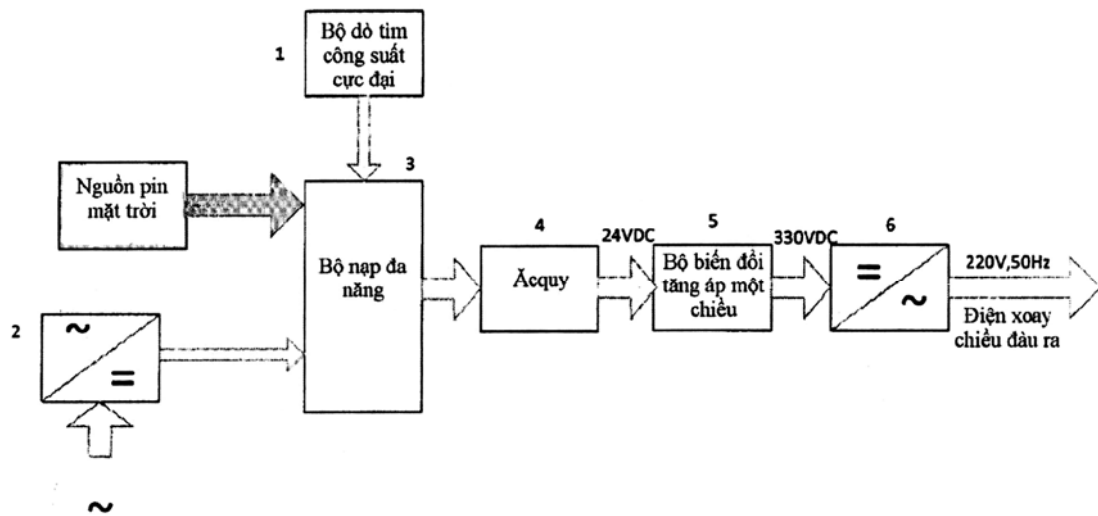 1
Bộ dò tìm
công suất
cực đại
3
Nguồn pin
mặt trời
Bộ nạp đa
năng
4
Ăcquy
24VDC
5
Bộ biến đổi
tăng áp một
chiều
330VDC
6
=
~
220V,50Hz
Điện xoay
chiều đàu ra
2
~
=
~